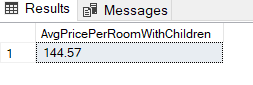 Results Messages
AvgPricePerRoomWithChildren
1 144.57